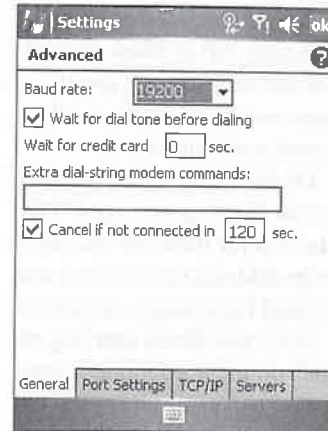 Settings ok
Advanced ?
Baud rate: 19200
Wait for dial tone before dialing
Wait for credit card 0 sec.
Extra dial-string modem commands:
Cancel if not connected in 120 sec.
General Port Settings TCP/IP Servers